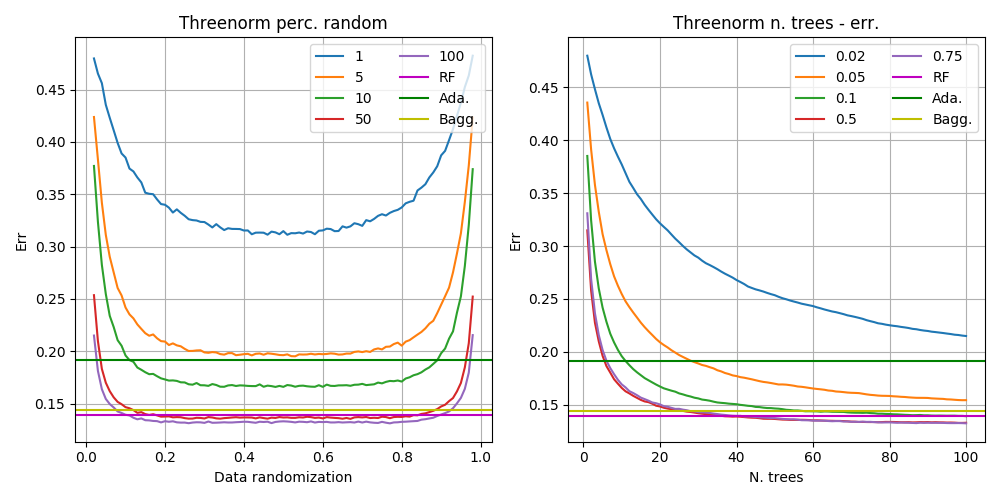 Threenorm perc. random
Err
0.45
0.40
0.35
0.30
0.25
0.20
0.15
1
5
10
50
100
RF
Ada.
Bagg.
0.0 0.2 0.4 0.6 0.8 1.0
Data randomization
Threenorm n. trees - err.
Err
0.45
0.40
0.35
0.30
0.25
0.20
0.15
0.02
0.05
0.1
0.5
0.75
RF
Ada.
Bagg.
0 20 40 60 80 100
N. trees